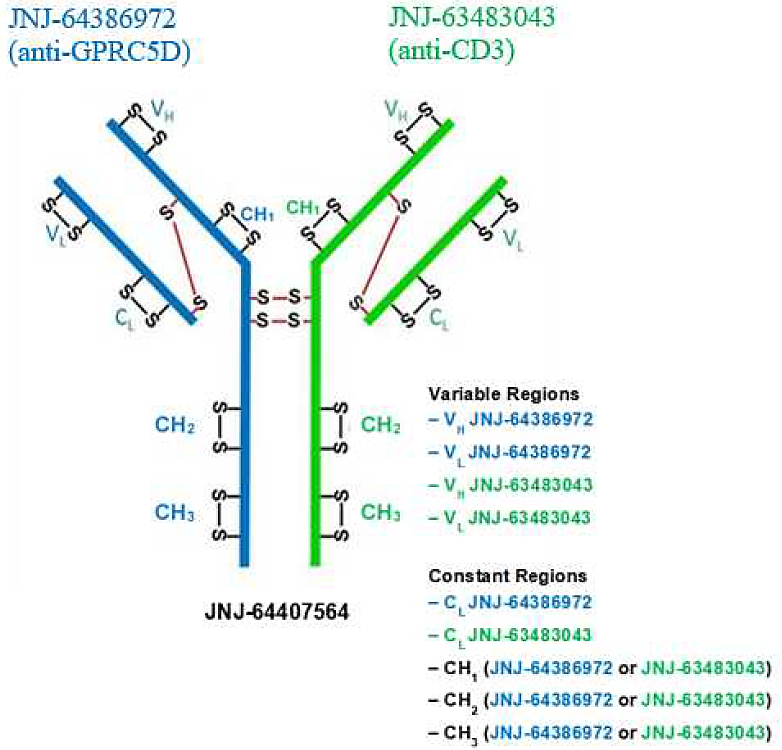 JNJ-64386972
(anti-GPRC5D)
JNJ-63483043
(anti-CD3)
S S VH
VH S S
S S VL
S CH1 S S
CH1 S S S
S S VL
S S CL
S
S
S S CL
S S
S S
CH2 S S
S S CH2
CH3 S S
S S CH3
JNJ-64407564
Variable Regions
– VH JNJ-64386972
– VL JNJ-64386972
– VH JNJ-63483043
– VL JNJ-63483043
Constant Regions
– CL JNJ-64386972
– CL JNJ-63483043
– CH1 (JNJ-64386972 or JNJ-63483043)
– CH2 (JNJ-64386972 or JNJ-63483043)
– CH3 (JNJ-64386972 or JNJ-63483043)